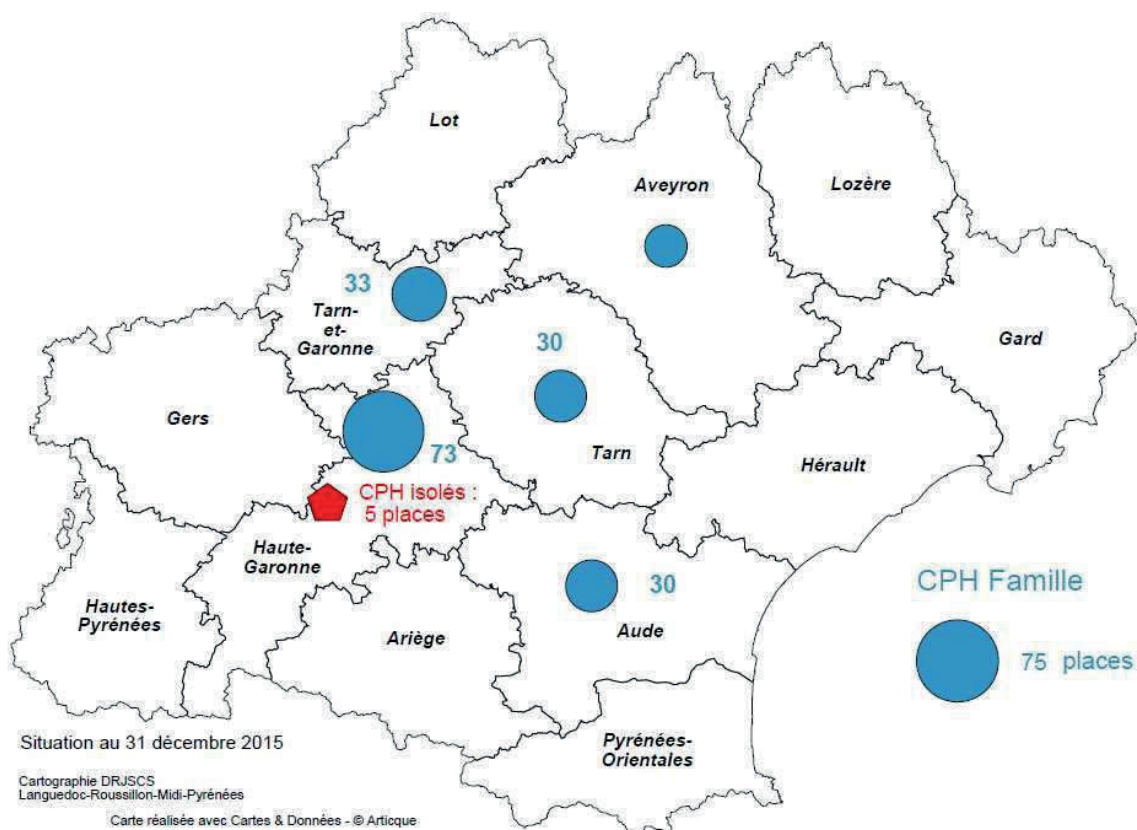 Lot
Aveyron
Lozère
33
Tarn-
et-
Garonne
30
Gard
Gers
73
Tarn
Hérault
CPH isolés :
5 places
Haute-
Garonne
CPH Famille
30
Hautes-
Pyrénées
Ariège
Aude
75 places
Situation au 31 décembre 2015
Pyrénées-
Orientales
Cartographie DRJSCS
Languedoc-Roussillon-Midi-Pyrénées
Carte réalisée avec Cartes & Données - © Articque